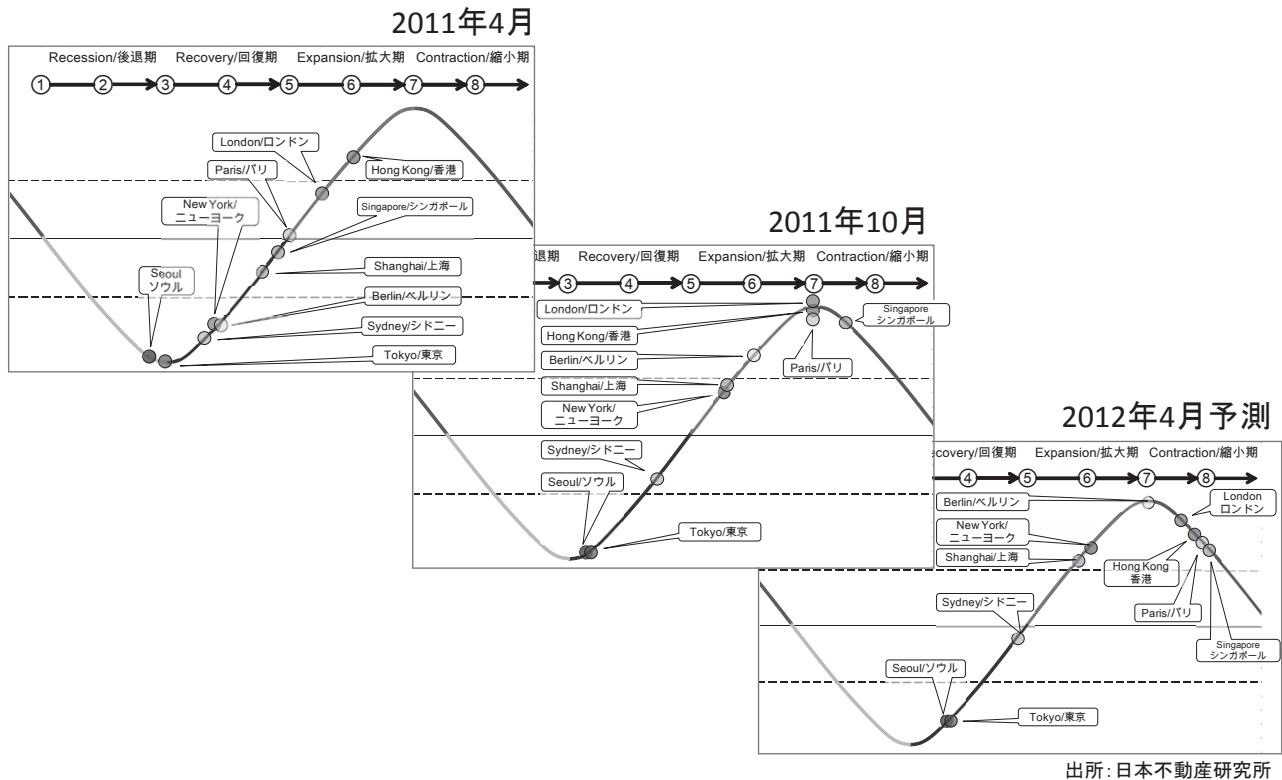 2011年4月
Recession/後退期 Recovery/回復期 Expansion/拡大期 Contraction/縮小期
① ② ③ ④ ⑤ ⑥ ⑦ ⑧
London/ロンドン
Paris/パリ
Hong Kong/香港
New York/
ニューヨーク
Singapore/シンガポール
Seoul
ソウル
Shanghai/上海
Berlin/ベルリン
Sydney/シドニー
Tokyo/東京
2011年10月
退期 Recovery/回復期 Expansion/拡大期 Contraction/縮小期
③ ④ ⑤ ⑥ ⑦ ⑧
London/ロンドン
Singapore
シンガポール
Hong Kong/香港
Berlin/ベルリン
Paris/パリ
Shanghai/上海
New York/
ニューヨーク
Sydney/シドニー
Seoul/ソウル
Tokyo/東京
2012年4月予測
ecovery/回復期 Expansion/拡大期 Contraction/縮小期
④ ⑤ ⑥ ⑦ ⑧
Berlin/ベルリン
London
ロンドン
New York/
ニューヨーク
Shanghai/上海
Hong Kong
香港
Paris/パリ
Sydney/シドニー
Singapore
シンガポール
Seoul/ソウル
Tokyo/東京
出所:日本不動産研究所